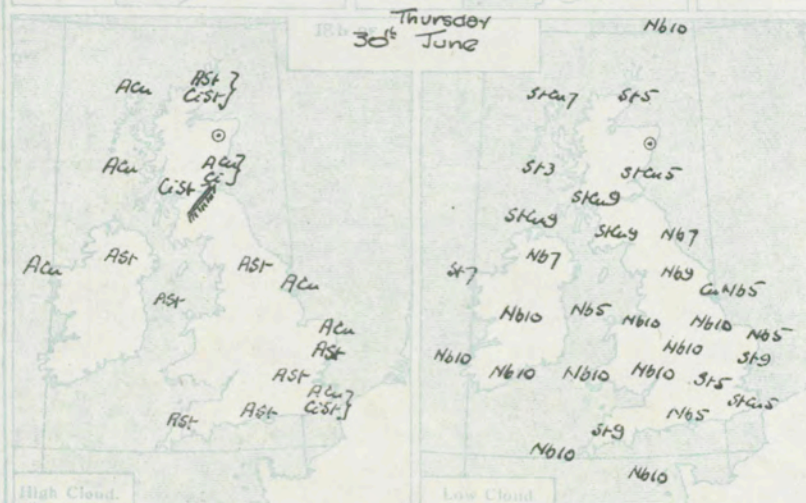 Thursday
30th June
ACu
ASt }
CiSt }
ACu
ACu }
Ci }
CiSt
ACu
ASt
ASt
ASt
ACu
ACu
ASt
ASt
ACu }
CiSt }
ASt
ASt
High Cloud.
Nb10
StCu7
St5
St3
StCu5
StCu9
StCu9
StCu9
Nb7
Nb7
St7
Nb9
CuNb5
Nb10
Nb5
Nb10
Nb10
Nb5
Nb10
St9
Nb10
Nb10
Nb10
Nb10
St5
StCu5
Nb5
St9
Nb10
Nb10
Low Cloud